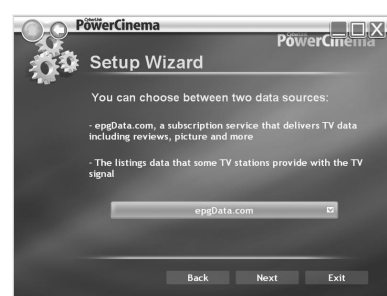 CyberLink
PowerCinema
CyberLink
PowerCinema
Setup Wizard
You can choose between two data sources:
- epgData.com, a subscription service that delivers TV data
including reviews, picture and more
- The listings data that some TV stations provide with the TV
signal
epgData.com
Back Next Exit